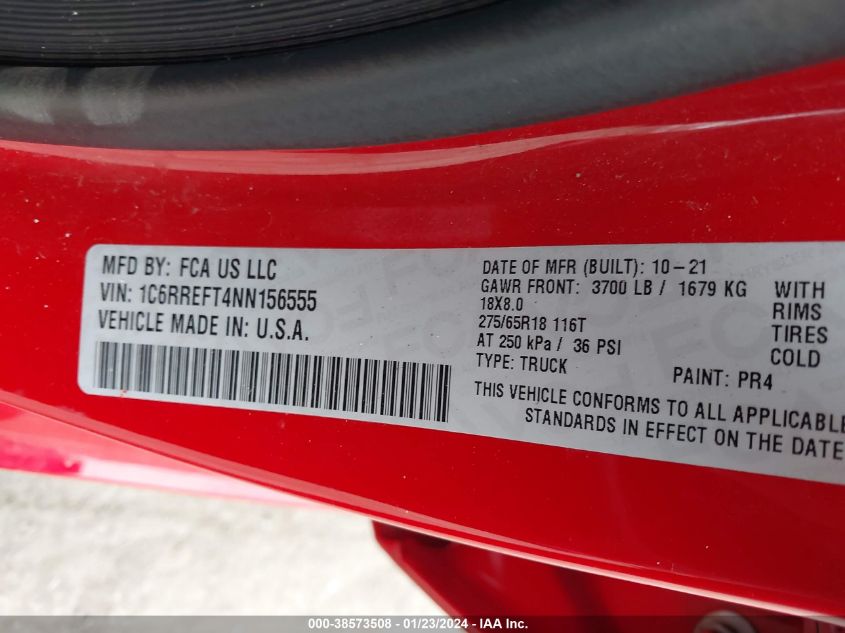 MFD BY: FCA US LLC
VIN: 1C6RREFT4NN156555
VEHICLE MADE IN: U.S.A.
DATE OF MFR (BUILT): 10-21
GAWR FRONT: 3700 LB / 1679 KG WITH
18X8.0 RIMS
275/65R18 116T TIRES
AT 250 kPa / 36 PSI COLD
TYPE: TRUCK PAINT: PR4
THIS VEHICLE CONFORMS TO ALL APPLICABLE
STANDARDS IN EFFECT ON THE DATE
000-38573508 - 01/23/2024 - IAA, Inc.